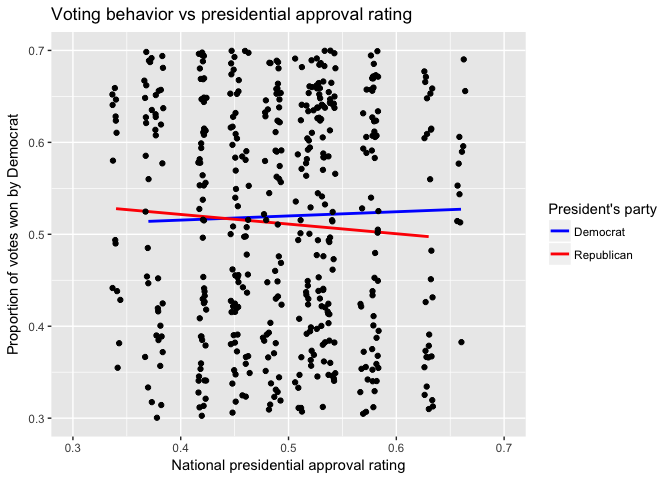 Voting behavior vs presidential approval rating
Proportion of votes won by Democrat
0.7
0.6
0.5
0.4
0.3
0.3 0.4 0.5 0.6 0.7
National presidential approval rating
President's party
Democrat
Republican